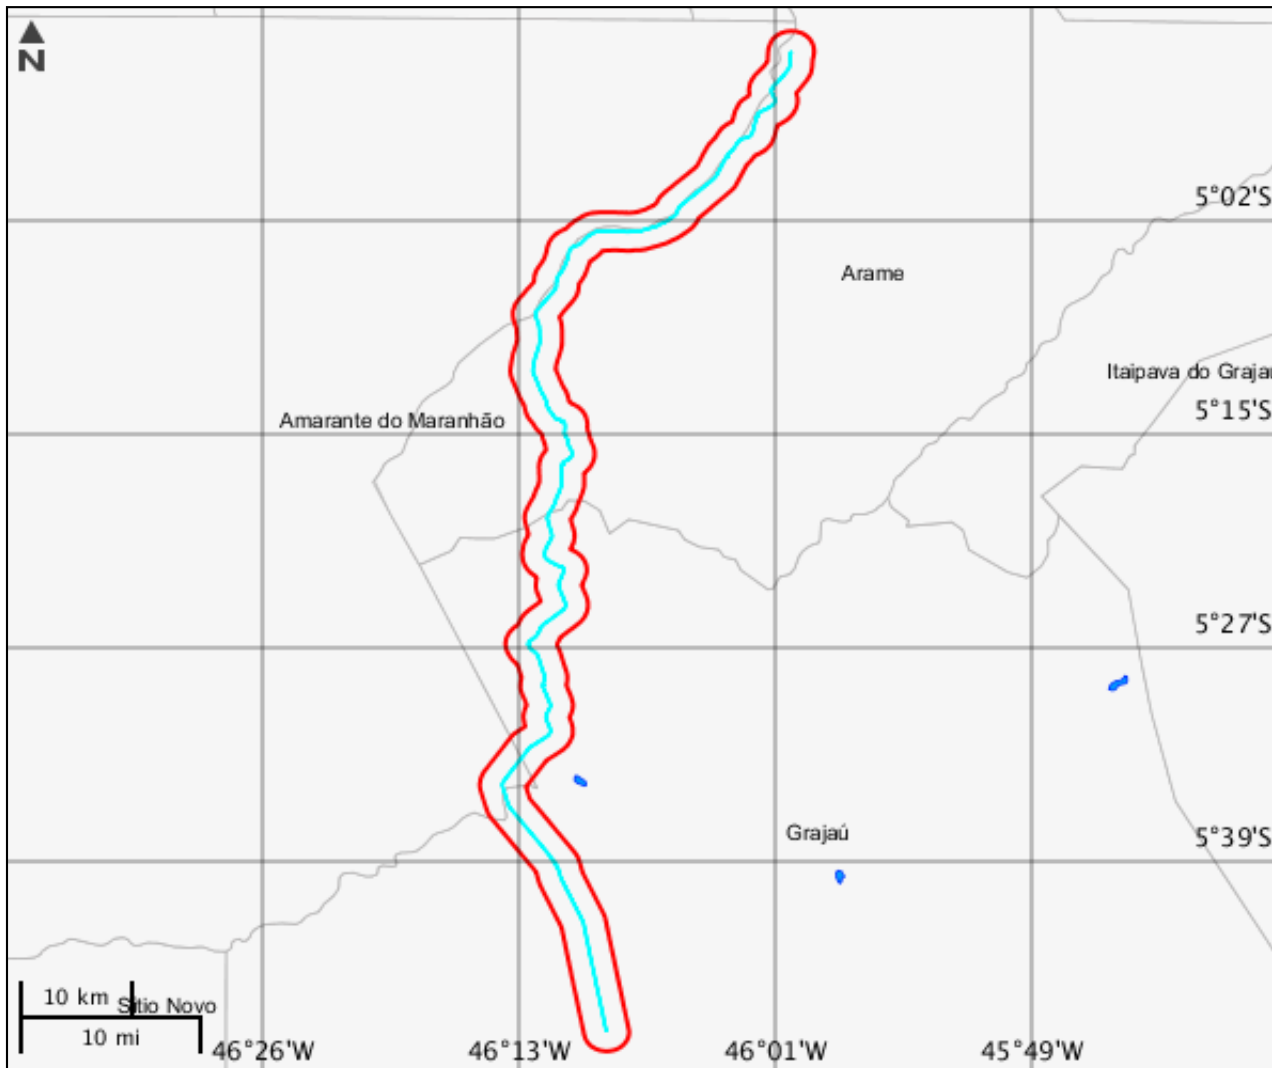 N
5°02'S
Arame
Itaipava do Graja
5°15'S
Amarante do Maranhão
5°27'S
Grajaú
5°39'S
10 km
Sítio Novo
10 mi
46°26'W
46°13'W
46°01'W
45°49'W